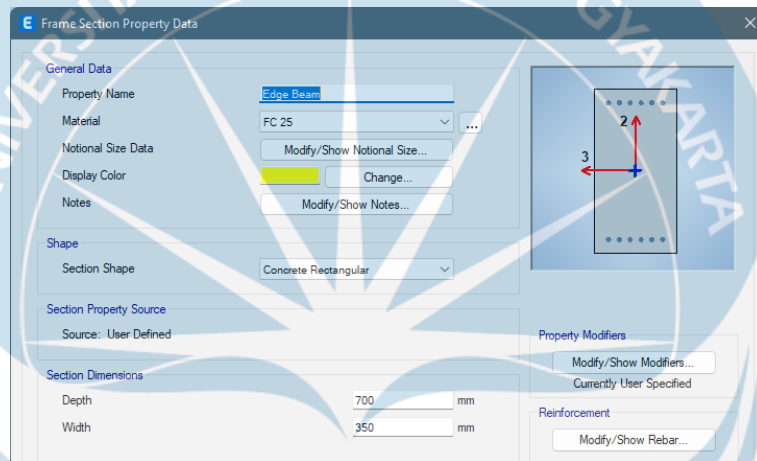 E Frame Section Property Data
General Data
Property Name Edge Beam
Material FC 25 ...
Notional Size Data Modify/Show Notional Size...
Display Color Change...
Notes Modify/Show Notes...
Shape
Section Shape Concrete Rectangular
Section Property Source
Source: User Defined
Section Dimensions
Depth 700 mm
Width 350 mm
2
3
Property Modifiers
Modify/Show Modifiers...
Currently User Specified
Reinforcement
Modify/Show Rebar...